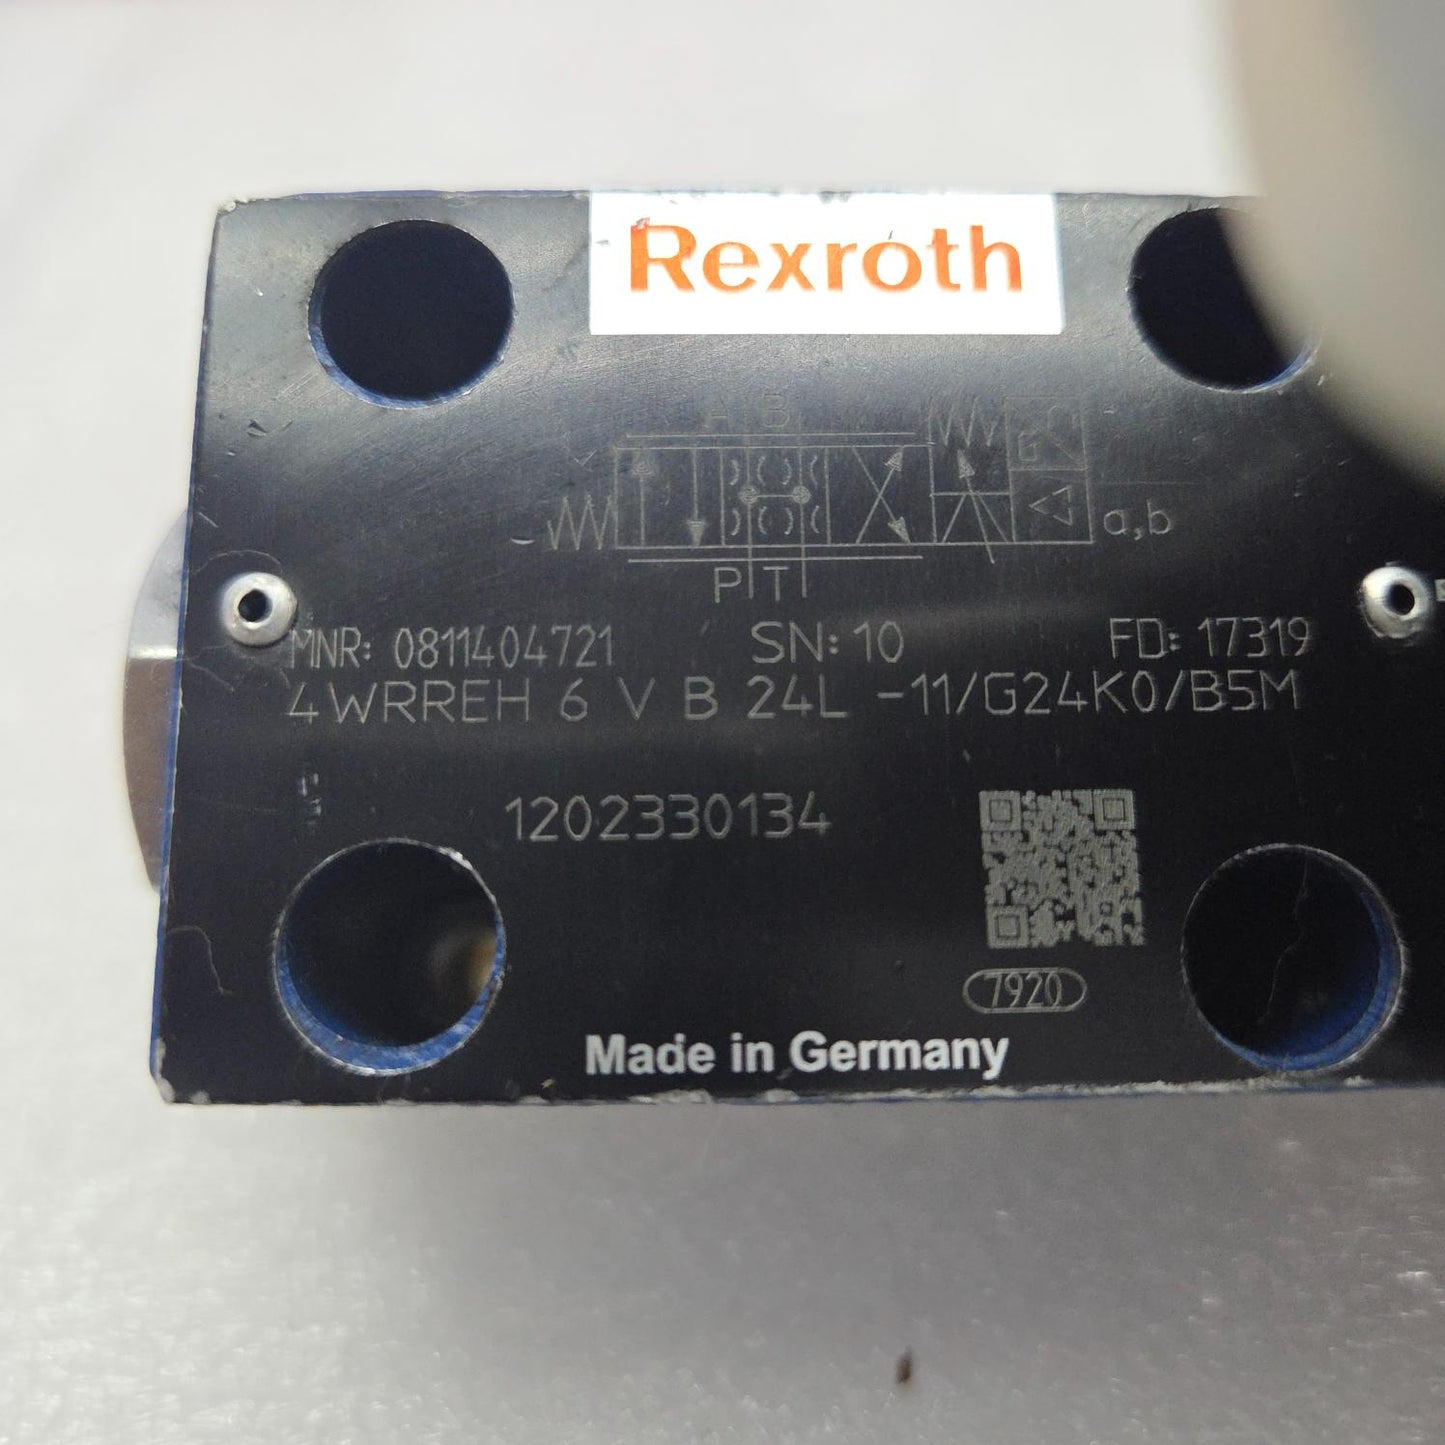 Rexroth
A B
G
a,b
P T
MNR: 0811404721 SN: 10 FD: 17319
4WRREH 6 V B 24L -11/G24K0/B5M
1202330134
7920
Made in Germany